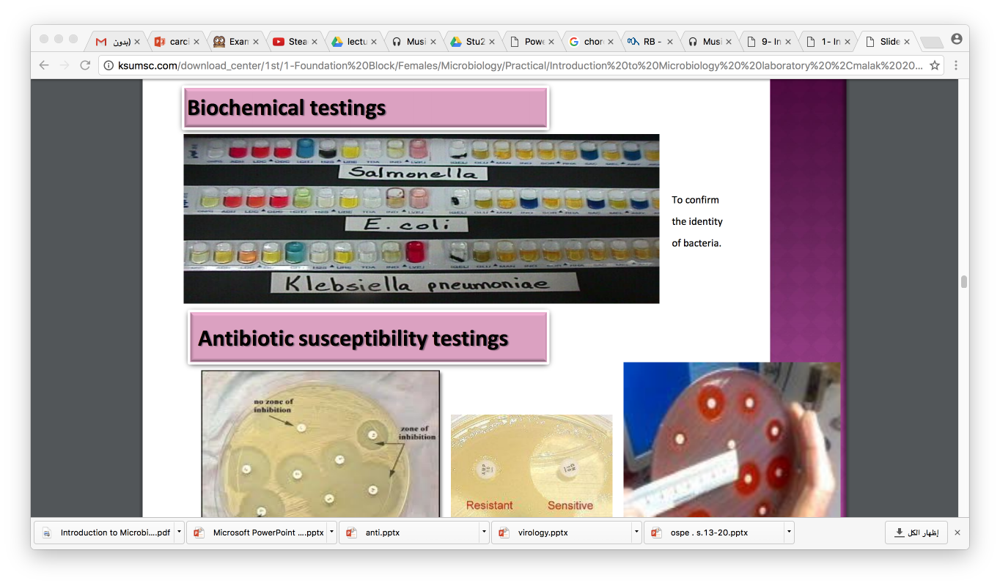 (بدون
carci
Exam
Stea
lectu
Musi
Stu2
Powe
chor
RB -
Musi
9- In
1- In
Slide
ksumsc.com/download_center/1st/1-Foundation%20Block/Females/Microbiology/Practical/Introduction%20to%20Microbiology%20%20laboratory%20%2Cmalak%2020...
Biochemical testings
Salmonella
E.coli
Klebsiella pneumoniae
To confirm
the identity
of bacteria.
Antibiotic susceptibility testings
no zone of
inhibition
zone of
inhibition
Resistant
Sensitive
Introduction to Microbi....pdf
Microsoft PowerPoint ....pptx
anti.pptx
virology.pptx
ospe . s.13-20.pptx
إظهار الكل